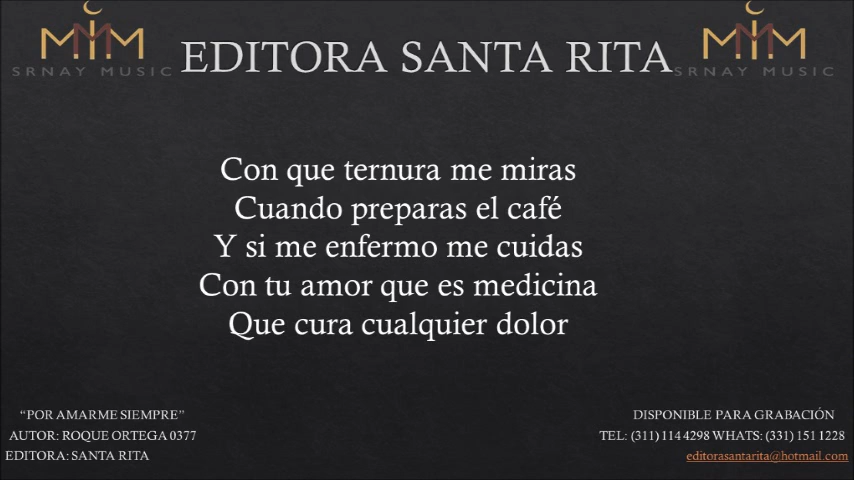 MIM
SRNAY MUSIC
EDITORA SANTA RITA
MIM
SRNAY MUSIC
Con que ternura me miras
Cuando preparas el café
Y si me enfermo me cuidas
Con tu amor que es medicina
Que cura cualquier dolor
“POR AMARME SIEMPRE”
AUTOR: ROQUE ORTEGA 0377
EDITORA: SANTA RITA
DISPONIBLE PARA GRABACIÓN
TEL: (311) 114 4298 WHATS: (331) 151 1228
editorasantarita@hotmail.com